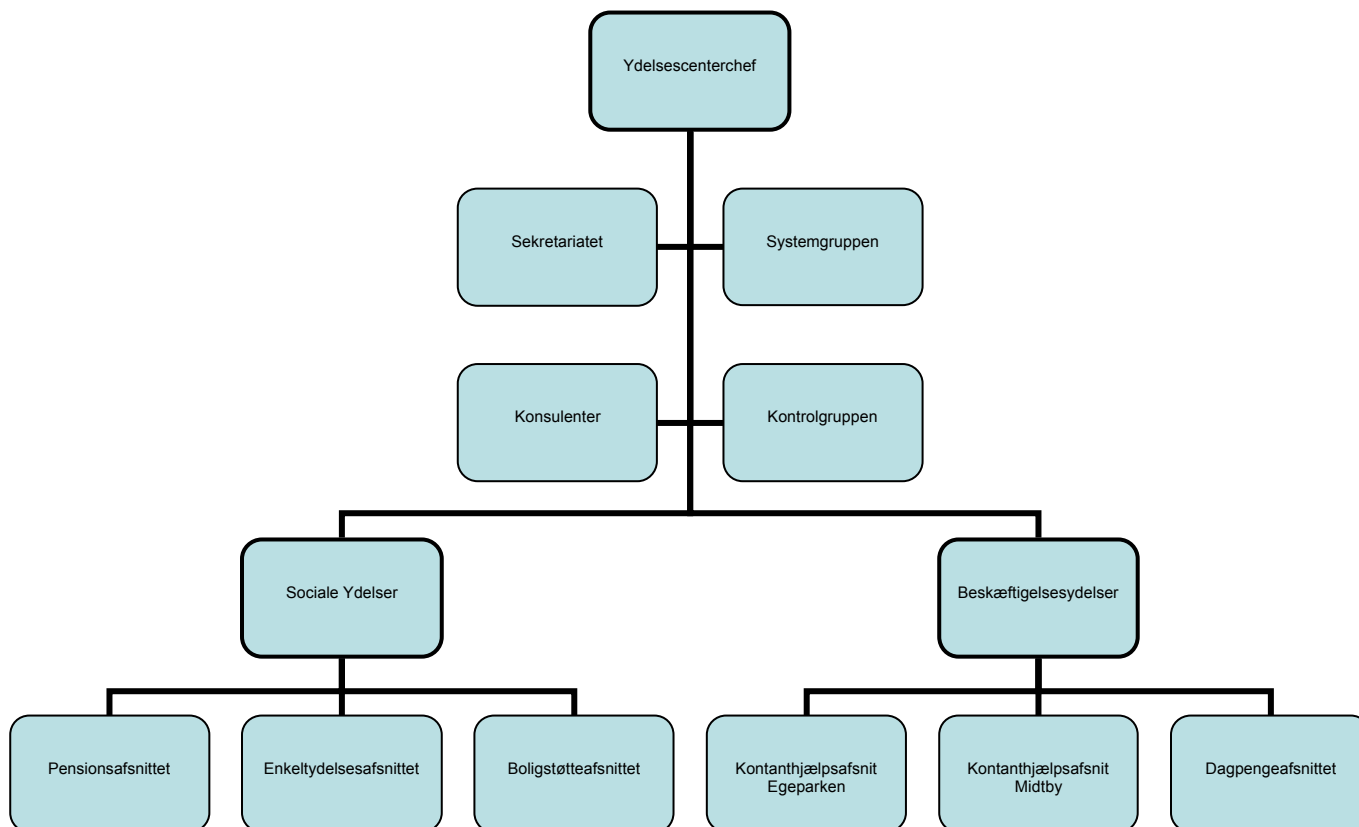 Ydelsescenterchef
Sekretariatet
Systemgruppen
Konsulenter
Kontrolgruppen
Sociale Ydelser
Beskæftigelsesydelser
Pensionsafsnittet
Enkeltydelsesafsnittet
Boligstøtteafsnittet
Kontanthjælpsafsnit
Egeparken
Kontanthjælpsafsnit
Midtby
Dagpengeafsnittet